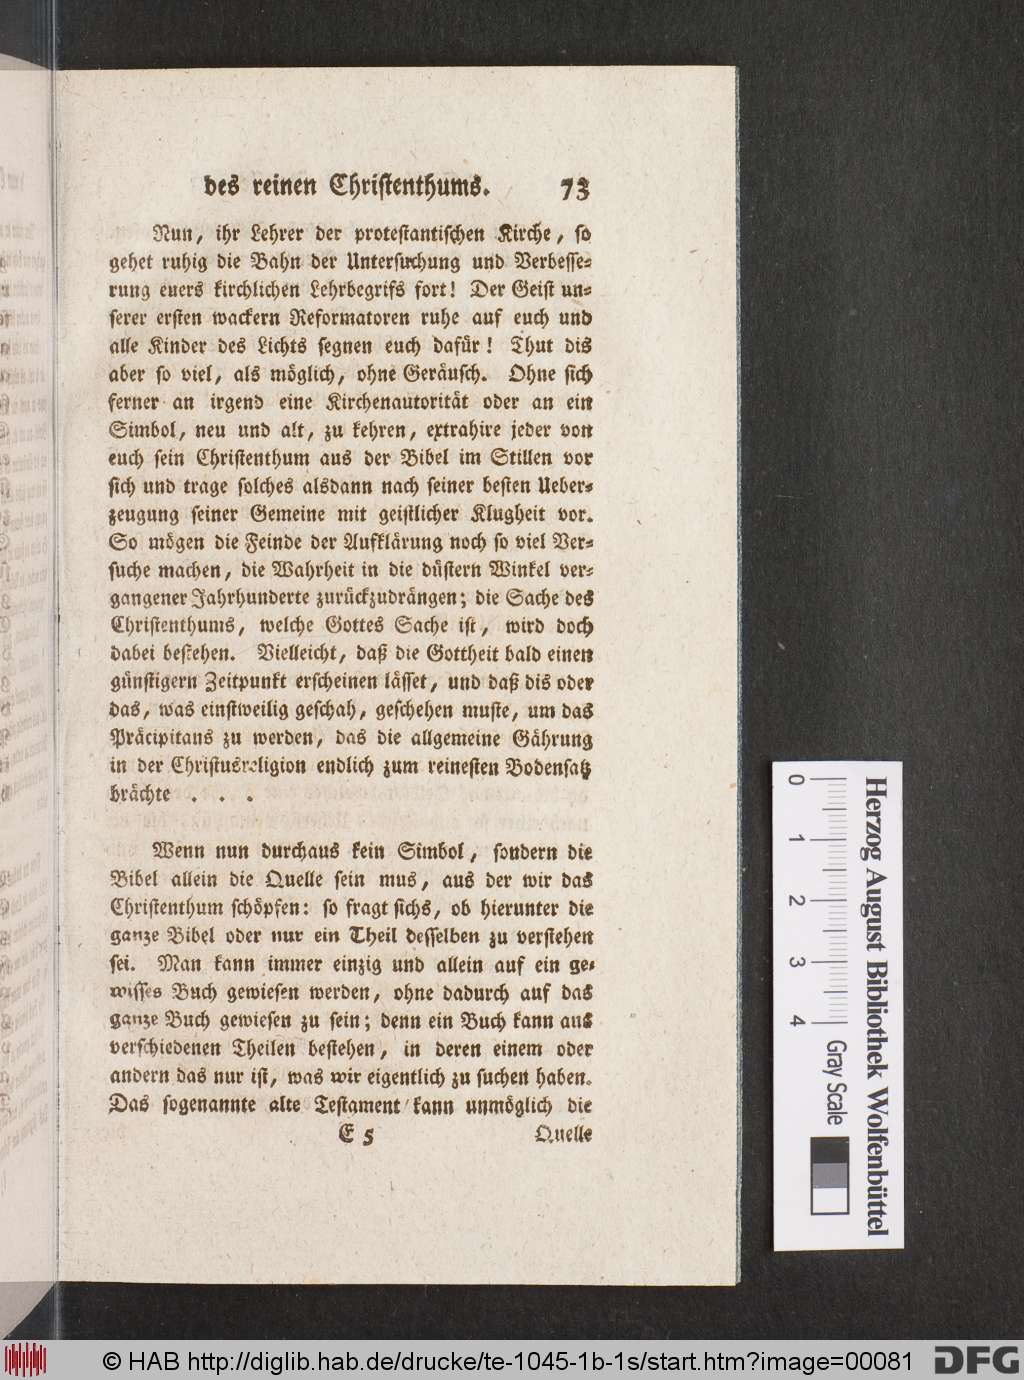 des reinen Christenthums. 73
Nun, ihr Lehrer der protestantischen Kirche, so
gehet ruhig die Bahn der Untersuchung und Verbesse-
rung euers kirchlichen Lehrbegrifs fort! Der Geist un-
serer ersten wackern Reformatoren ruhe auf euch und
alle Kinder des Lichts segnen euch dafür! Thut dis
aber so viel, als möglich, ohne Geräusch. Ohne sich
ferner an irgend eine Kirchenautorität oder an ein
Simbol, neu und alt, zu kehren, extrahire jeder von
euch sein Christenthum aus der Bibel im Stillen vor
sich und trage solches alsdann nach seiner besten Ueber-
zeugung seiner Gemeine mit geistlicher Klugheit vor.
So mögen die Feinde der Aufklärung noch so viel Ver-
suche machen, die Wahrheit in die düstern Winkel ver-
gangener Jahrhunderte zurückzudrängen; die Sache des
Christenthums, welche Gottes Sache ist, wird doch
dabei bestehen. Vielleicht, daß die Gottheit bald einen
günstigern Zeitpunkt erscheinen lässet, und daß dis oder
das, was einstweilig geschah, geschehen muste, um das
Präcipitans zu werden, das die allgemeine Gährung
in der Christusreligion endlich zum reinesten Bodensatz
brächte . . .
Wenn nun durchaus kein Simbol, sondern die
Bibel allein die Quelle sein mus, aus der wir das
Christenthum schöpfen: so fragt sichs, ob hierunter die
ganze Bibel oder nur ein Theil desselben zu verstehen
sei. Man kann immer einzig und allein auf ein ge-
wisses Buch gewiesen werden, ohne dadurch auf das
ganze Buch gewiesen zu sein; denn ein Buch kann aus
verschiedenen Theilen bestehen, in deren einem oder
andern das nur ist, was wir eigentlich zu suchen haben.
Das sogenannte alte Testament kann unmöglich die
E 5 Quelle
0 1 2 3 4 Gray Scale
Herzog August Bibliothek Wolfenbüttel
© HAB http://diglib.hab.de/drucke/te-1045-1b-1s/start.htm?image=00081 DFG